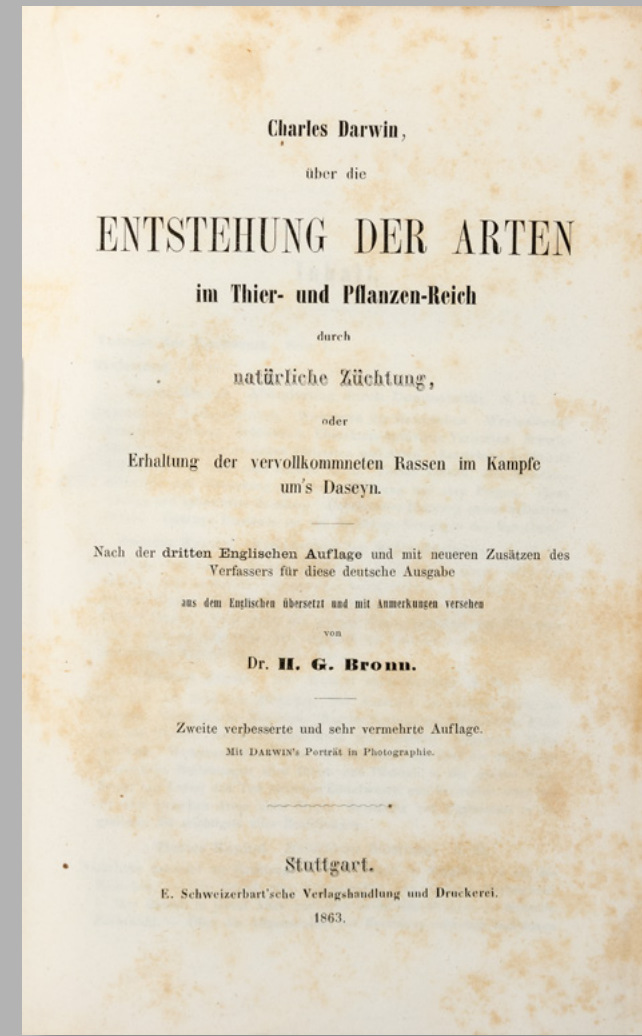 Charles Darwin,
über die
ENTSTEHUNG DER ARTEN
im Thier- und Pflanzen-Reich
durch
natürliche Züchtung,
oder
Erhaltung der vervollkommneten Rassen im Kampfe
um's Daseyn.
Nach der dritten Englischen Auflage und mit neueren Zusätzen des
Verfassers für diese deutsche Ausgabe
aus dem Englischen übersetzt und mit Anmerkungen versehen
von
Dr. H. G. Bronn.
Zweite verbesserte und sehr vermehrte Auflage.
Mit DARWIN's Porträt in Photographie.
Stuttgart.
E. Schweizerbart'sche Verlagshandlung und Druckerei.
1863.